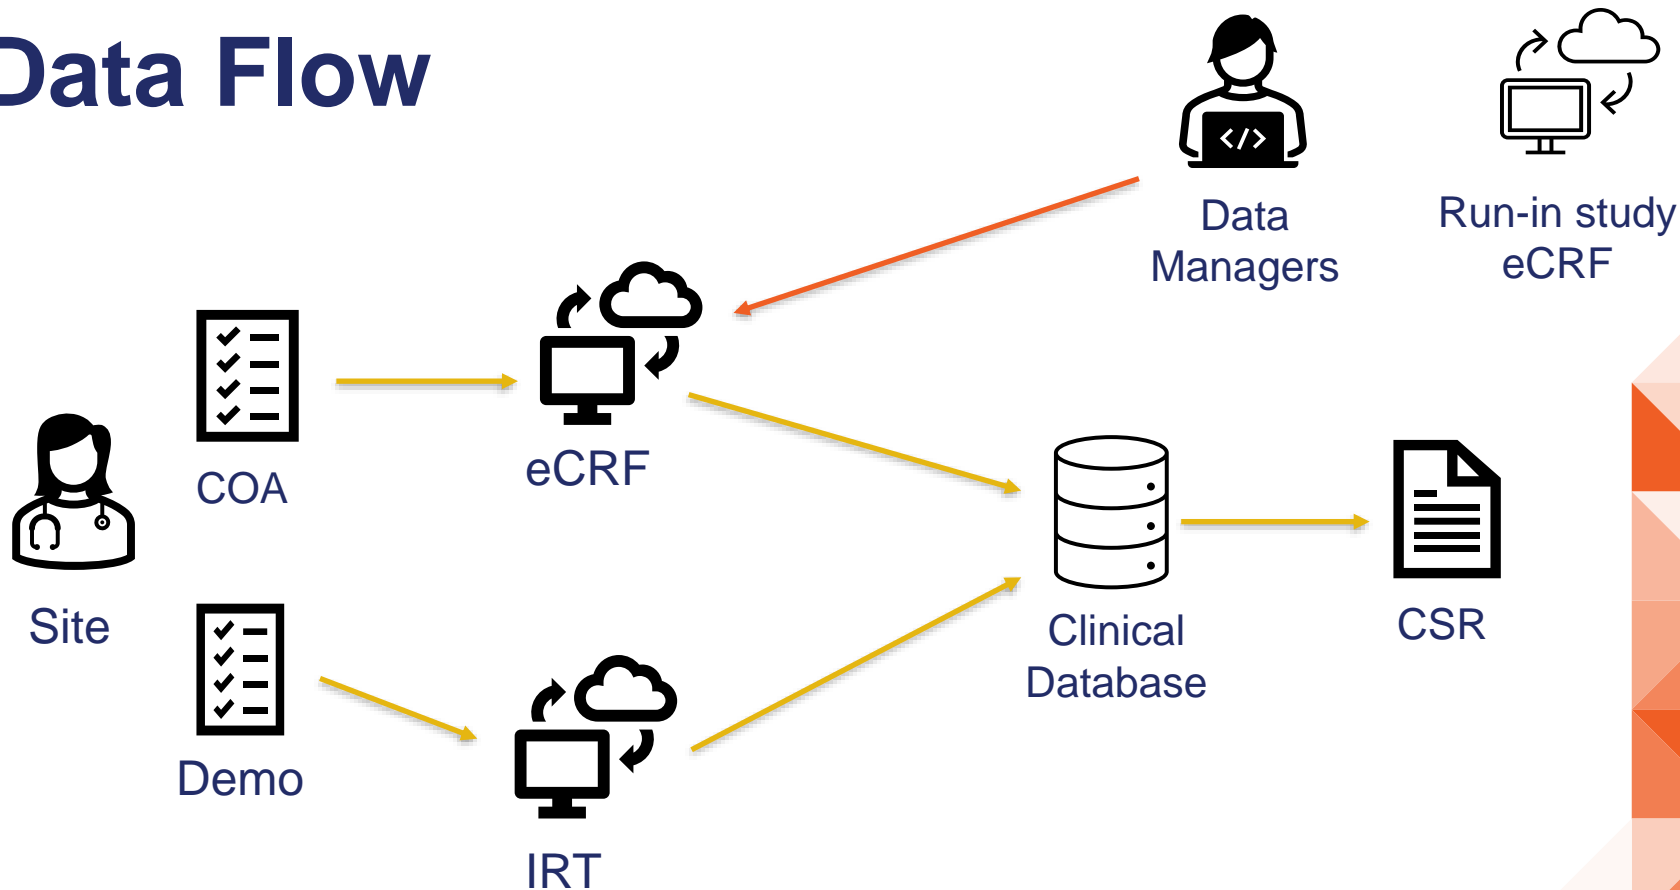 Data Flow
</>
Data
Managers
Run-in study
eCRF
COA
eCRF
Site
Clinical
Database
CSR
Demo
IRT